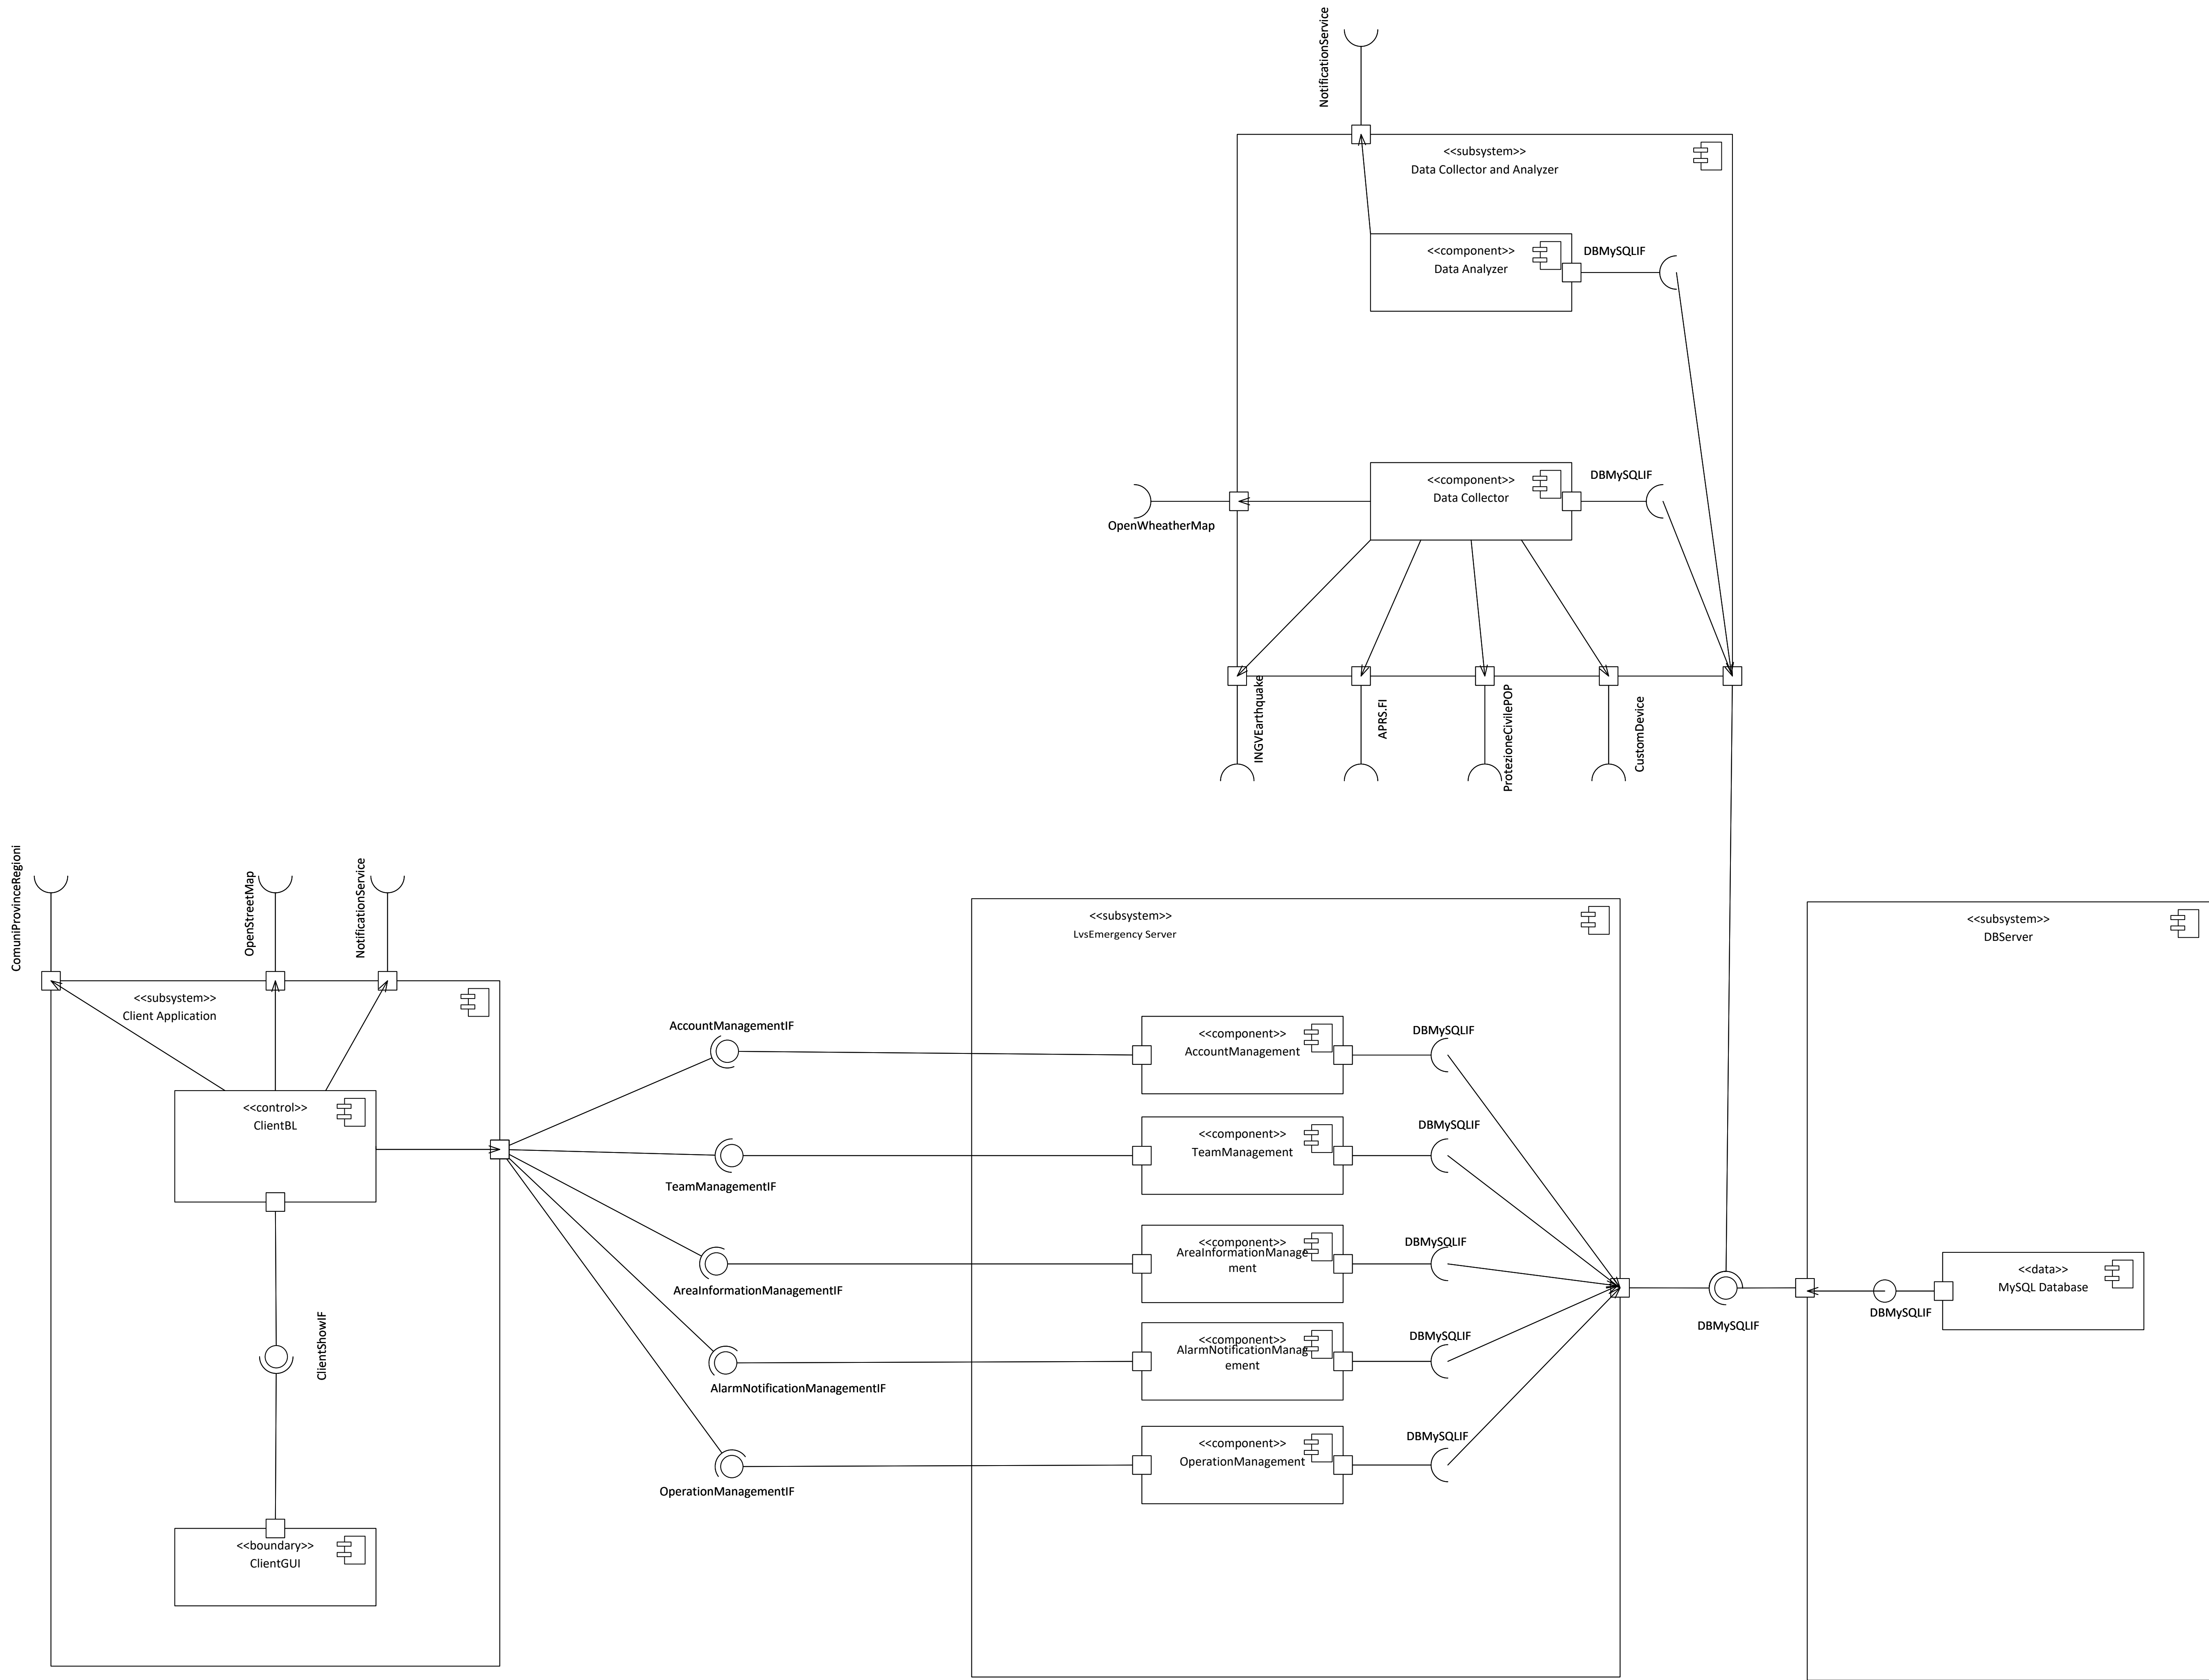 NotificationService
<<subsystem>>
Data Collector and Analyzer
<<component>>
Data Analyzer
DBMySQLIF
<<component>>
Data Collector
DBMySQLIF
OpenWheatherMap
INGVEarthquake
APRS.FI
ProtezioneCivilePOP
CustomDevice
ComuniProvinceRegioni
OpenStreetMap
NotificationService
<<subsystem>>
Client Application
<<control>>
ClientBL
ClientShowIF
<<boundary>>
ClientGUI
AccountManagementIF
TeamManagementIF
AreaInformationManagementIF
AlarmNotificationManagementIF
OperationManagementIF
<<subsystem>>
LvsEmergency Server
<<component>>
AccountManagement
DBMySQLIF
<<component>>
TeamManagement
DBMySQLIF
<<component>>
AreaInformationManage
ment
DBMySQLIF
<<component>>
AlarmNotificationManag
ement
DBMySQLIF
<<component>>
OperationManagement
DBMySQLIF
DBMySQLIF
<<subsystem>>
DBServer
DBMySQLIF
<<data>>
MySQL Database